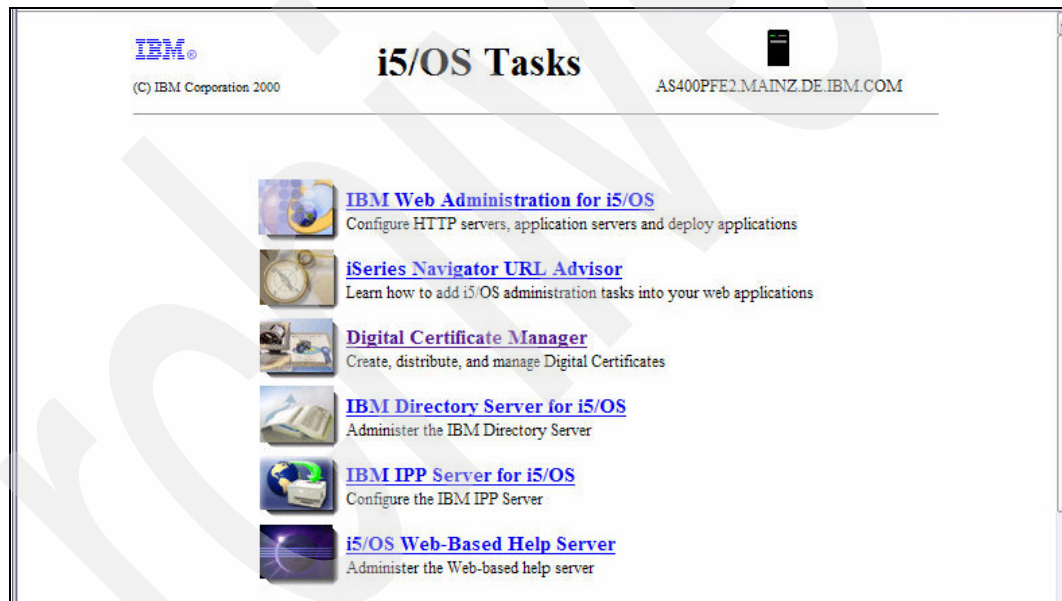 IBM®
i5/OS Tasks
(C) IBM Corporation 2000
AS400PFE2.MAINZ.DE.IBM.COM
IBM Web Administration for i5/OS
Configure HTTP servers, application servers and deploy applications
iSeries Navigator URL Advisor
Learn how to add i5/OS administration tasks into your web applications
Digital Certificate Manager
Create, distribute, and manage Digital Certificates
IBM Directory Server for i5/OS
Administer the IBM Directory Server
IBM IPP Server for i5/OS
Configure the IBM IPP Server
i5/OS Web-Based Help Server
Administer the Web-based help server